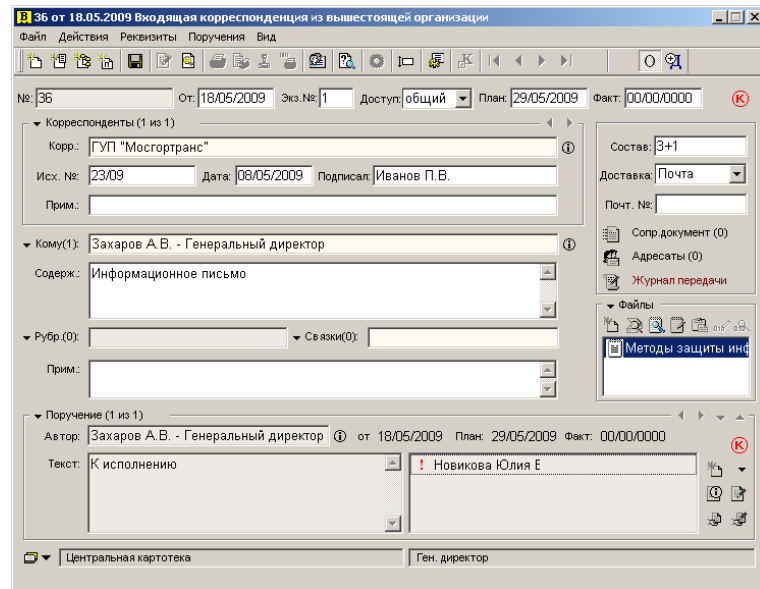 В 36 от 18.05.2009 Входящая корреспонденция из вышестоящей организации
Файл Действия Реквизиты Поручения Вид
О
№: 36 От: 18/05/2009 Экз.№: 1 Доступ: общий План: 29/05/2009 Факт: 00/00/0000 К
Корреспонденты (1 из 1)
Корр.: ГУП "Мосгортранс"
Исх. №: 23/09 Дата: 08/05/2009 Подписал: Иванов П.В.
Прим.:
Состав: 3+1
Доставка: Почта
Почт. №:
Сопр.документ (0)
Адресаты (0)
Журнал передачи
Кому(1): Захаров А.В. - Генеральный директор
Содерж.: Информационное письмо
Файлы
Методы защиты инф
Рубр.(0): Связки(0):
Прим.:
Поручение (1 из 1)
Автор: Захаров А.В. - Генеральный директор от 18/05/2009 План: 29/05/2009 Факт: 00/00/0000
К
Текст: К исполнению ! Новикова Юлия Е
Центральная картотека Ген. директор